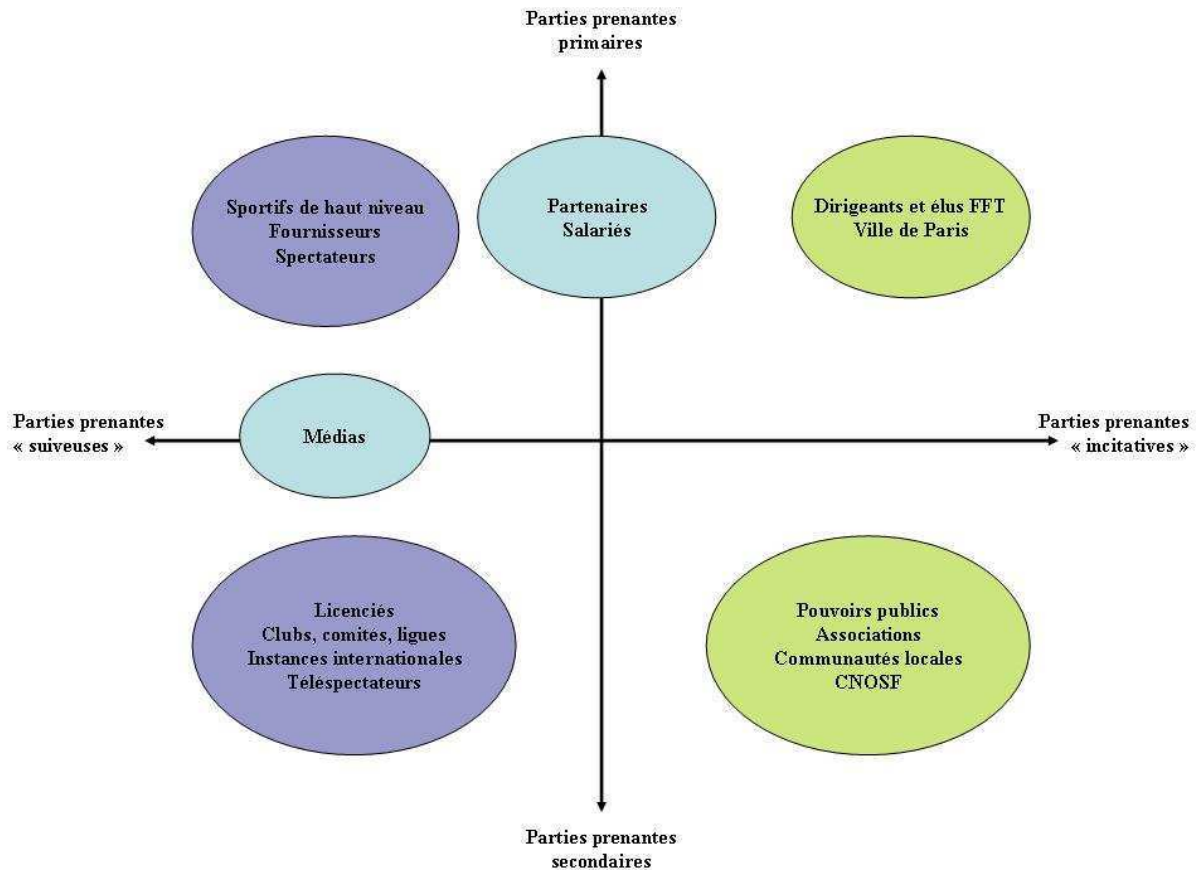 Parties prenantes
primaires
Sportifs de haut niveau
Fournisseurs
Spectateurs
Partenaires
Salariés
Dirigeants et élus FFT
Ville de Paris
Parties prenantes
« suiveuses »
Médias
Parties prenantes
« incitatives »
Licenciés
Clubs, comités, ligues
Instances internationales
Téléspectateurs
Pouvoirs publics
Associations
Communautés locales
CNOSF
Parties prenantes
secondaires